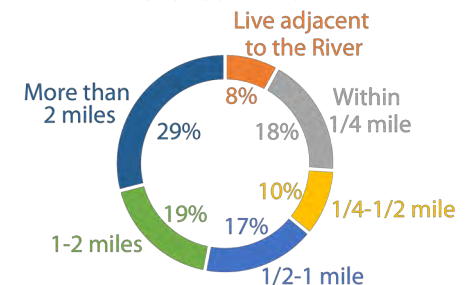 Live adjacent
to the River
8%
Within
1/4 mile
18%
10%
1/4-1/2 mile
17%
1/2-1 mile
19%
1-2 miles
More than
2 miles
29%